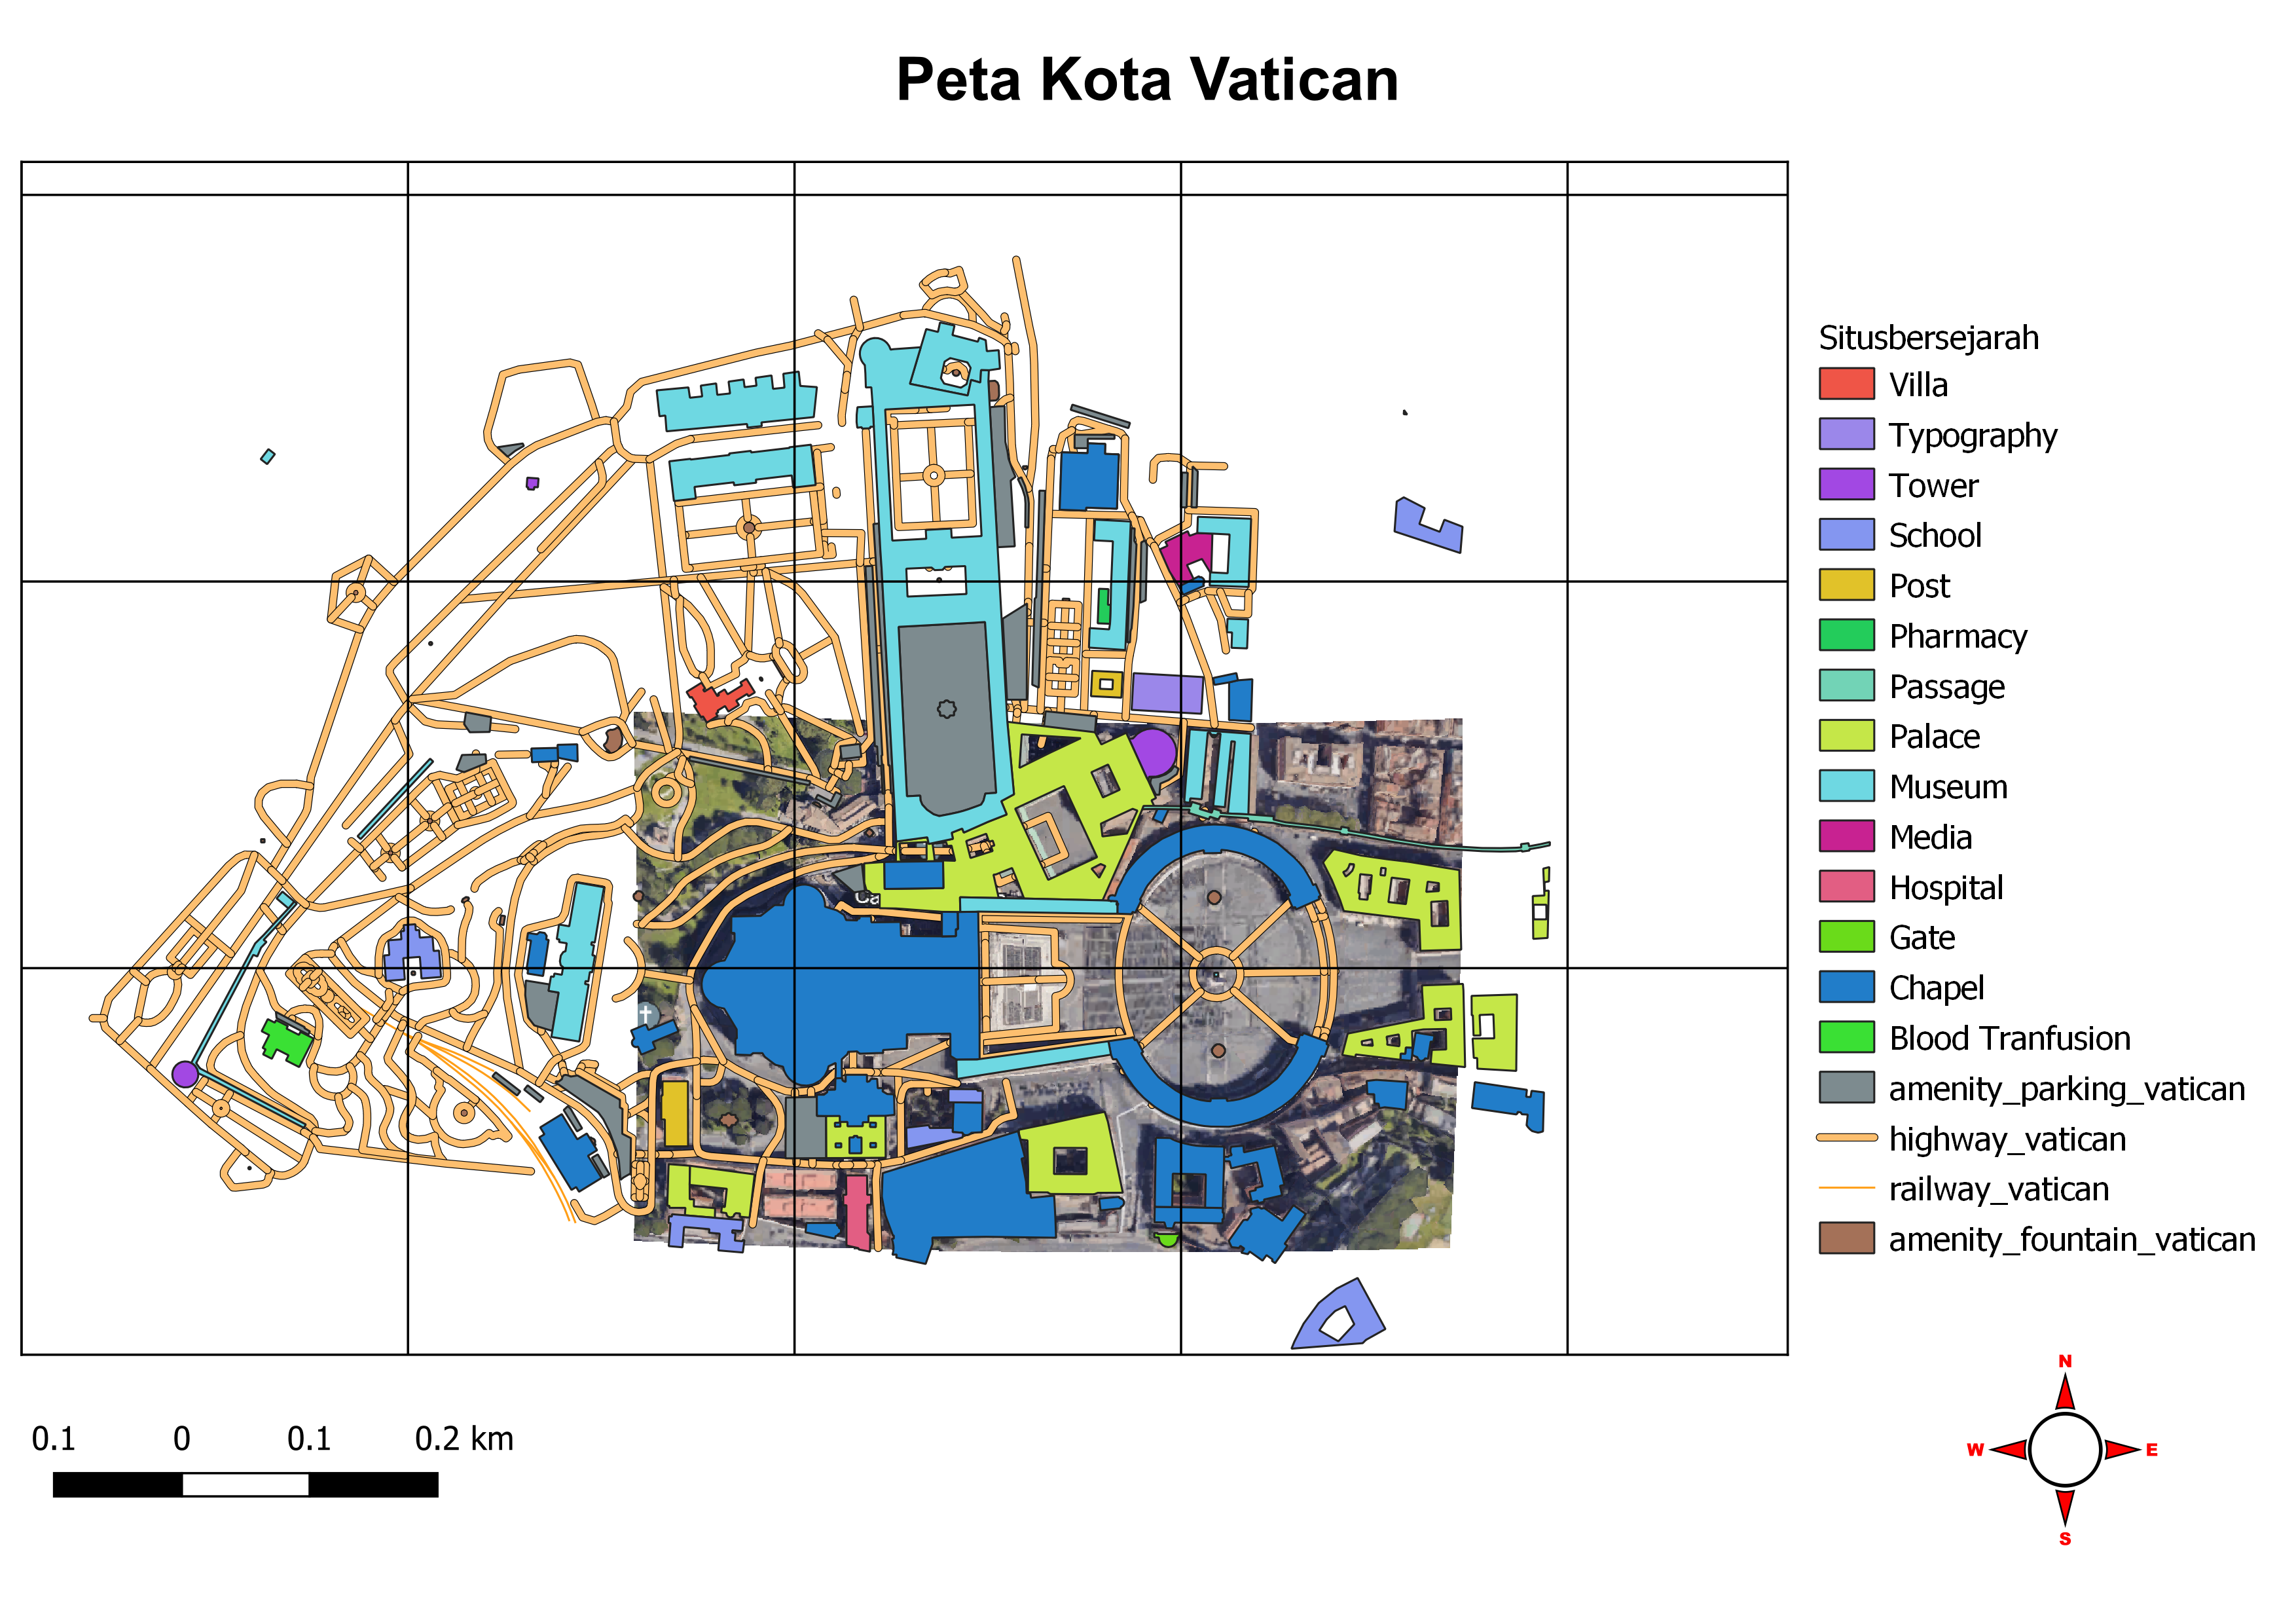 Peta Kota Vatican
Situsbersejarah
Villa
Typography
Tower
School
Post
Pharmacy
Passage
Palace
Museum
Media
Hospital
Gate
Chapel
Blood Tranfusion
amenity_parking_vatican
highway_vatican
railway_vatican
amenity_fountain_vatican
Ca
0.1 0 0.1 0.2 km
N
W E
S